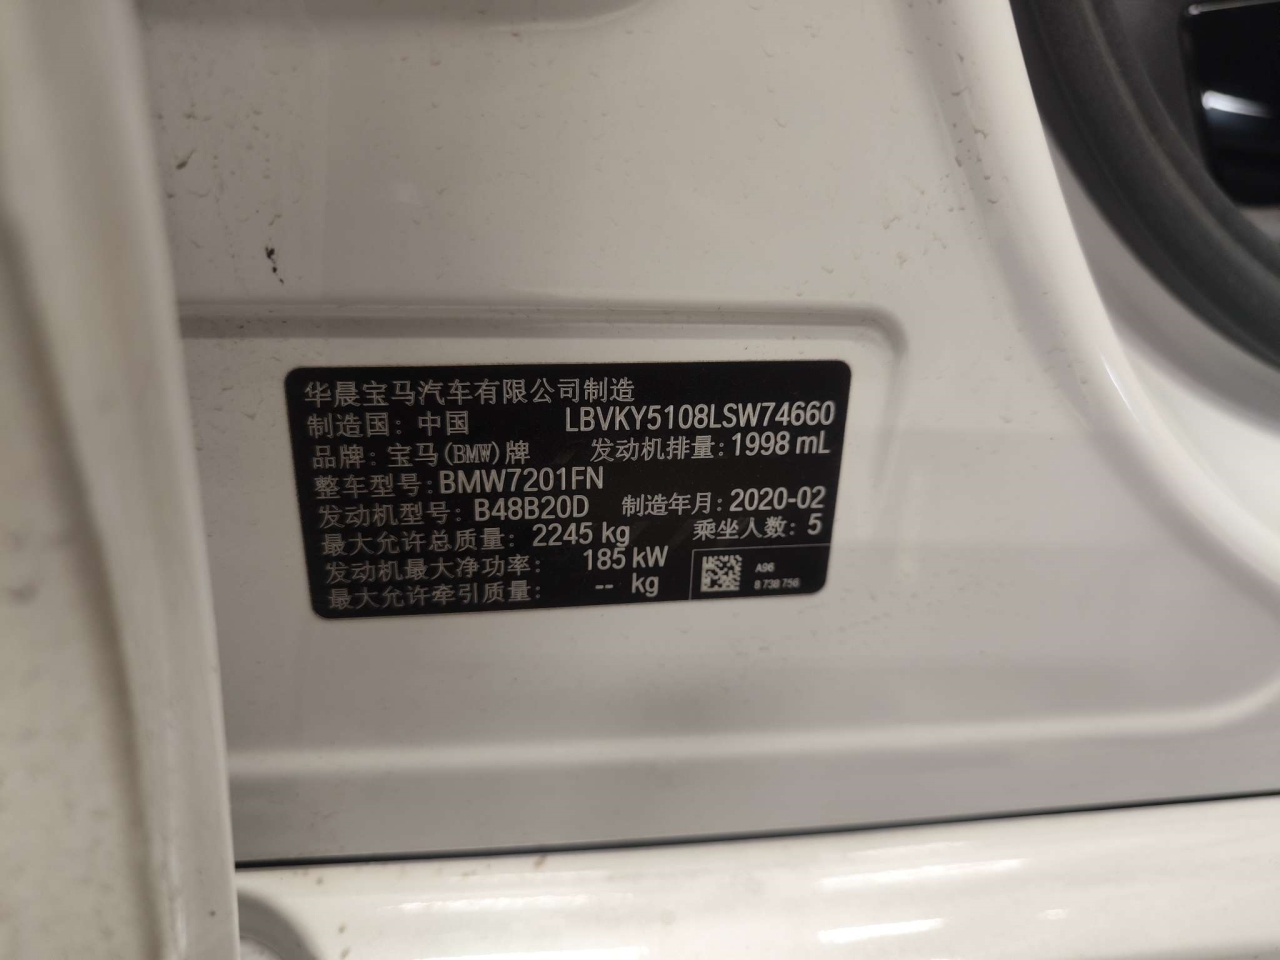 华晨宝马汽车有限公司制造
制造国：中国 LBVKY5108LSW74660
品牌：宝马(BMW)牌 发动机排量：1998 mL
整车型号：BMW7201FN
发动机型号：B48B20D 制造年月：2020-02
最大允许总质量：2245 kg 乘坐人数：5
发动机最大净功率：185 kW
最大允许牵引质量：-- kg
A96
8 738 756